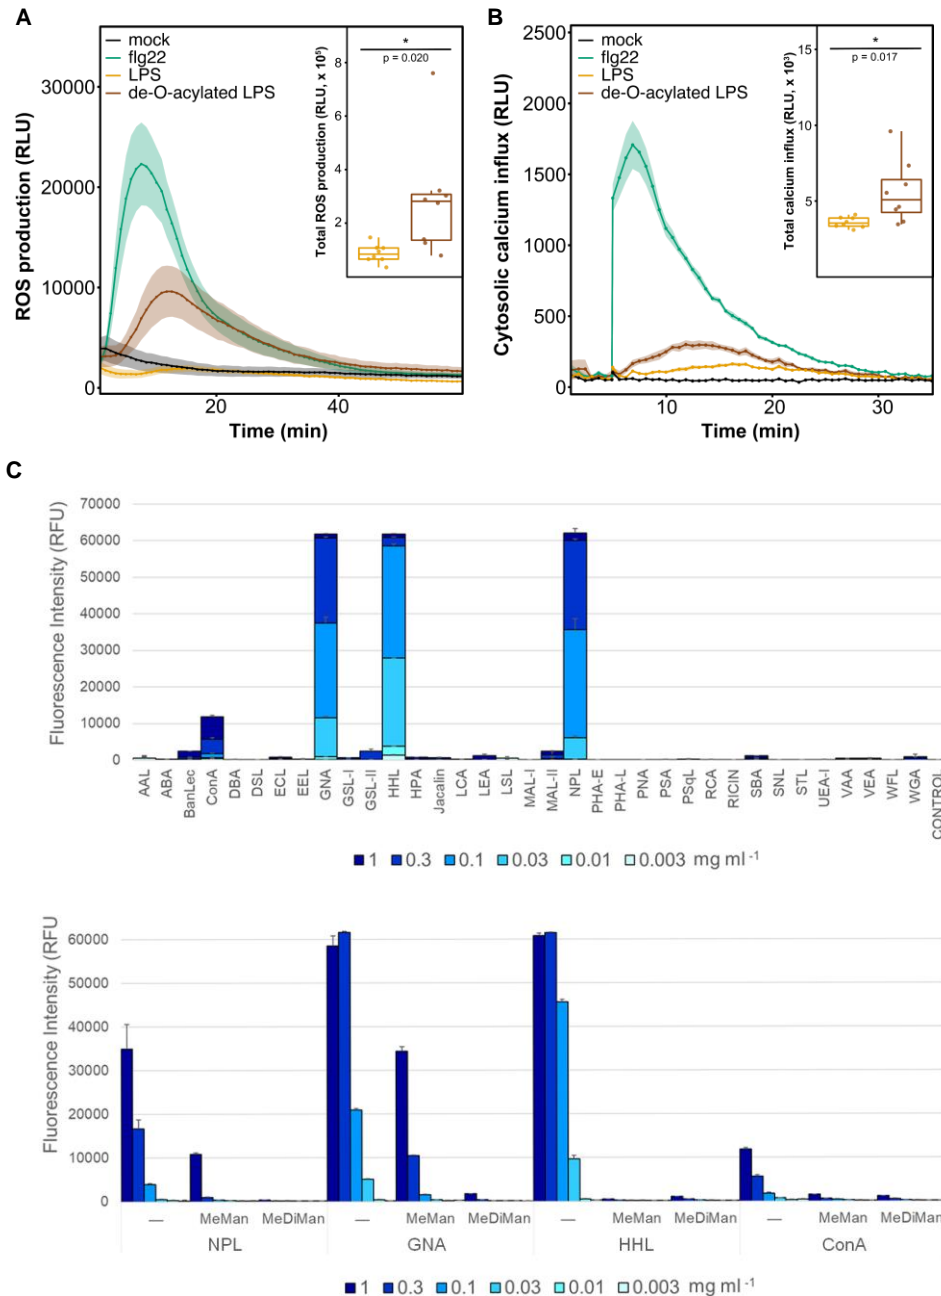 A
mock
flg22
LPS
de-O-acylated LPS
ROS production (RLU)
30000
20000
10000
0
20
40
Time (min)
Total ROS production (RLU, x 10⁵)
8
6
4
2
*
p = 0.020
B
mock
flg22
LPS
de-O-acylated LPS
Cytosolic calcium influx (RLU)
2500
2000
1500
1000
500
0
10
20
30
Time (min)
Total calcium influx (RLU, x 10³)
15
10
5
*
p = 0.017
C
Fluorescence Intensity (RFU)
70000
60000
50000
40000
30000
20000
10000
0
AAL
ABA
BanLec
ConA
DBA
DSL
ECL
EEL
GNA
GSL-I
GSL-II
HHL
HPA
Jacalin
LCA
LEA
LSL
MAL-I
MAL-II
NPL
PHA-E
PHA-L
PNA
PSA
PSqL
RCA
RICIN
SBA
SNL
STL
UEA-I
VAA
VEA
WFL
WGA
CONTROL
1 0.3 0.1 0.03 0.01 0.003 mg ml⁻¹
Fluorescence Intensity (RFU
60000
50000
40000
30000
20000
10000
0
— MeMan MeDiMan — MeMan MeDiMan — MeMan MeDiMan — MeMan MeDiMan
NPL GNA HHL ConA
1 0.3 0.1 0.03 0.01 0.003 mg ml⁻¹